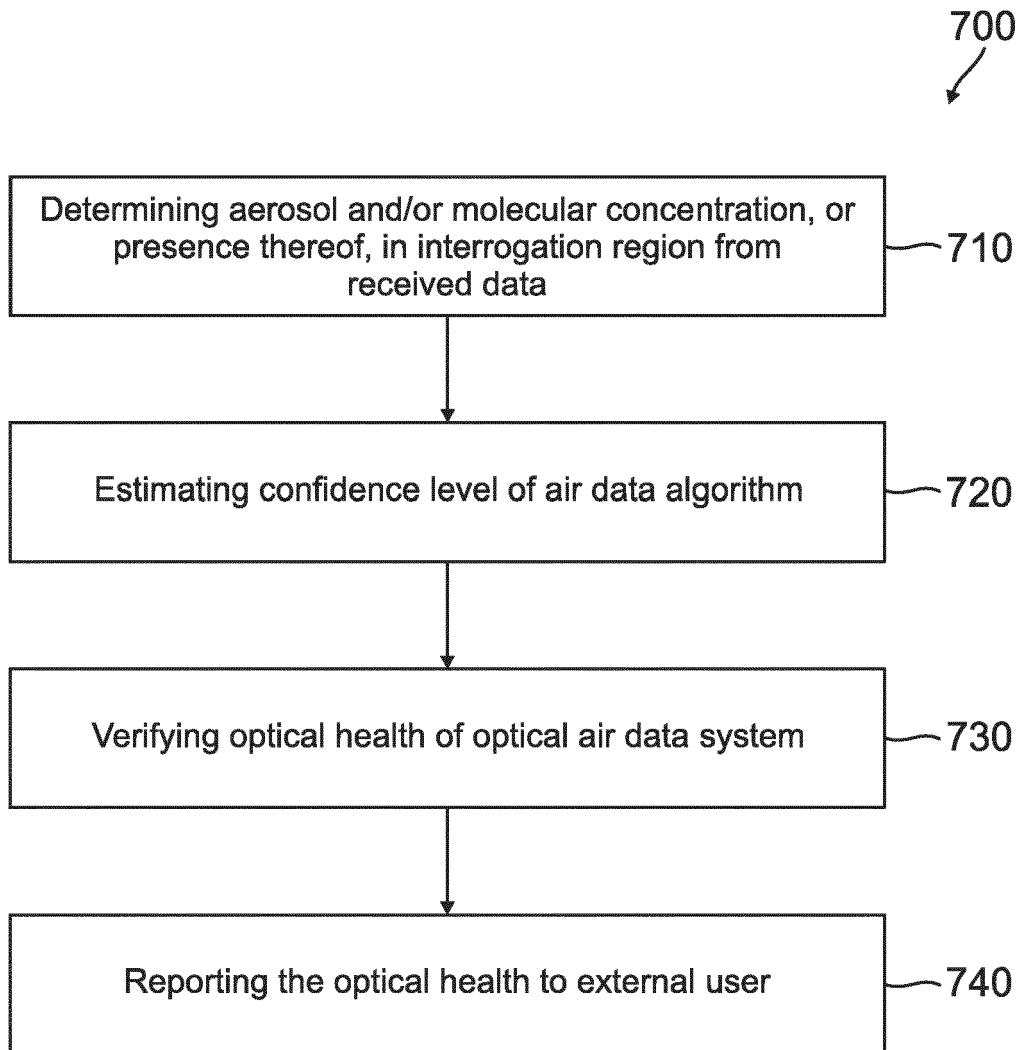 700
Determining aerosol and/or molecular concentration, or
presence thereof, in interrogation region from
received data
710
Estimating confidence level of air data algorithm
720
Verifying optical health of optical air data system
730
Reporting the optical health to external user
740